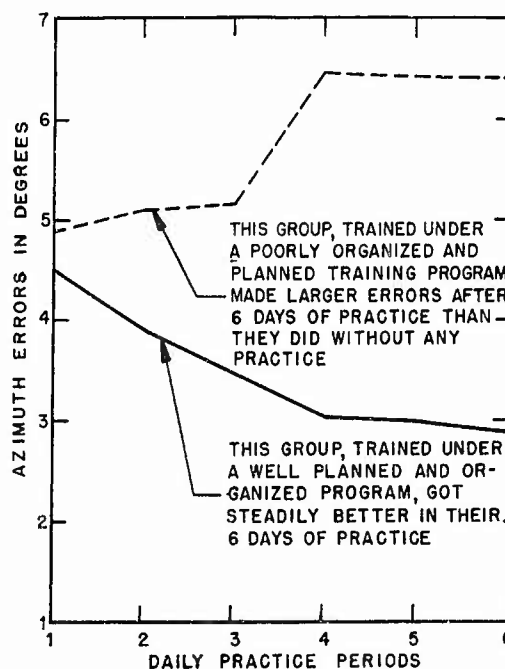 7
6
5
4
3
2
1
AZIMUTH ERRORS IN DEGREES
THIS GROUP, TRAINED UNDER
A POORLY ORGANIZED AND
PLANNED TRAINING PROGRAM
MADE LARGER ERRORS AFTER
6 DAYS OF PRACTICE THAN
THEY DID WITHOUT ANY
PRACTICE
THIS GROUP, TRAINED UNDER
A WELL PLANNED AND OR-
GANIZED PROGRAM, GOT
STEADILY BETTER IN THEIR
6 DAYS OF PRACTICE
1 2 3 4 5 6
DAILY PRACTICE PERIODS